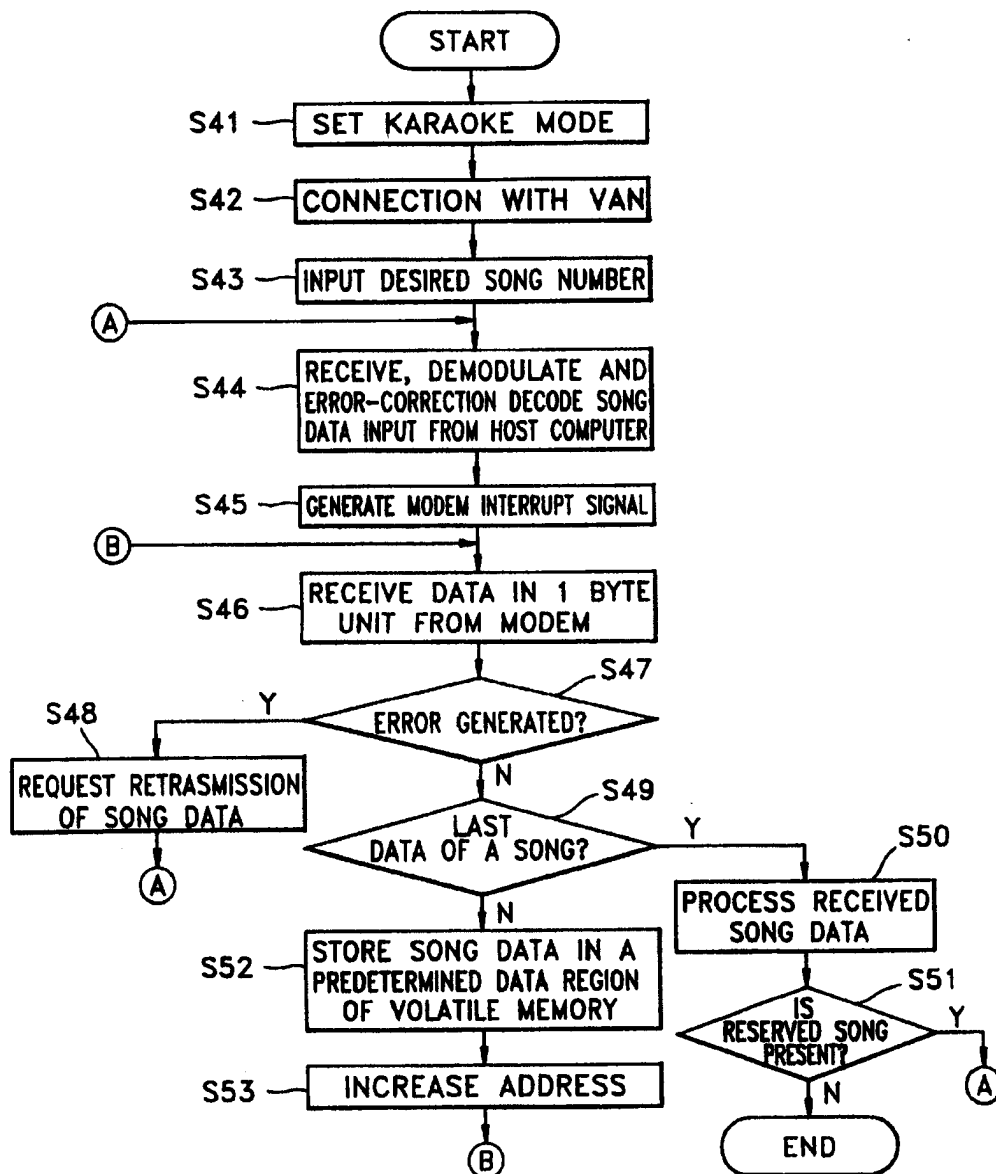 START
S41
SET KARAOKE MODE
S42
CONNECTION WITH VAN
S43
INPUT DESIRED SONG NUMBER
A
S44
RECEIVE, DEMODULATE AND
ERROR-CORRECTION DECODE SONG
DATA INPUT FROM HOST COMPUTER
S45
GENERATE MODEM INTERRUPT SIGNAL
B
S46
RECEIVE DATA IN 1 BYTE
UNIT FROM MODEM
S47
ERROR GENERATED?
Y
N
S48
REQUEST RETRASMISSION
OF SONG DATA
A
S49
LAST
DATA OF A SONG?
Y
N
S50
PROCESS RECEIVED
SONG DATA
S51
IS
RESERVED SONG
PRESENT?
Y
A
N
END
S52
STORE SONG DATA IN A
PREDETERMINED DATA REGION
OF VOLATILE MEMORY
S53
INCREASE ADDRESS
B